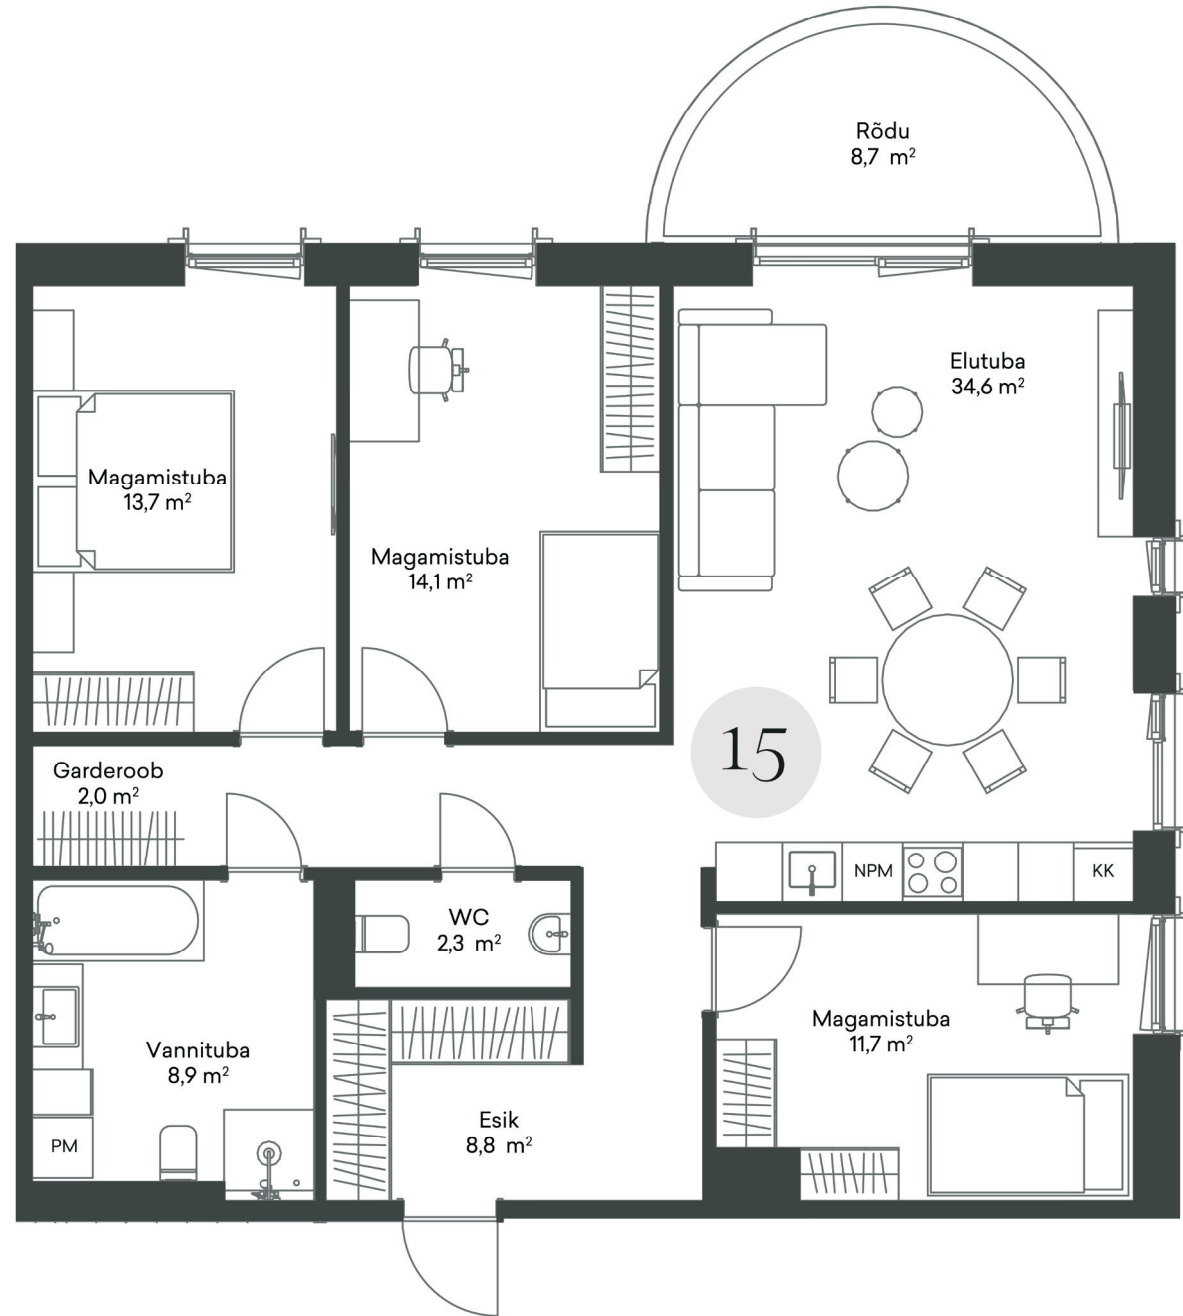 Rõdu
8,7 m²
Elutuba
34,6 m²
Magamistuba
13,7 m²
Magamistuba
14,1 m²
15
Garderoob
2,0 m²
NPM
KK
WC
2,3 m²
Magamistuba
11,7 m²
Vannituba
8,9 m²
Esik
8,8 m²
PM